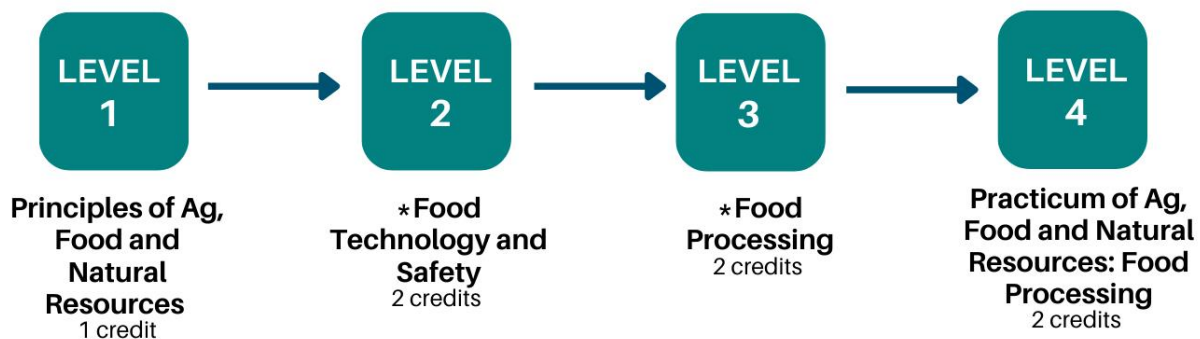 LEVEL
1
Principles of Ag,
Food and
Natural
Resources
1 credit
LEVEL
2
*Food
Technology and
Safety
2 credits
LEVEL
3
*Food
Processing
2 credits
LEVEL
4
Practicum of Ag,
Food and Natural
Resources: Food
Processing
2 credits